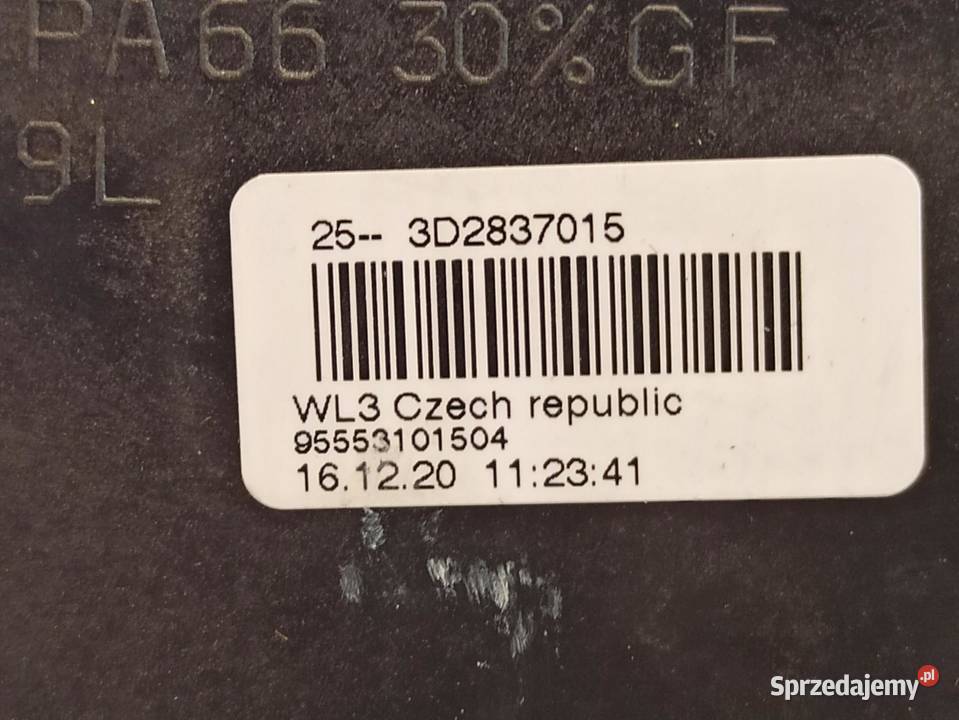 PA66 30%GF
9L
25-- 3D2837015
WL3 Czech republic
95553101504
16.12.20 11:23:41
Sprzedajemy.pl